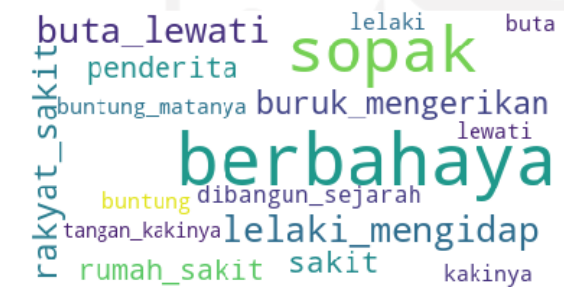 buta_lewati
lelaki
buta
sopak
penderita
rakyat_sakit
buntung_matanya
buruk_mengerikan
lewati
berbahaya
buntung
dibangun_sejarah
tangan_kakinya
lelaki_mengidap
rumah_sakit
sakit
kakinya